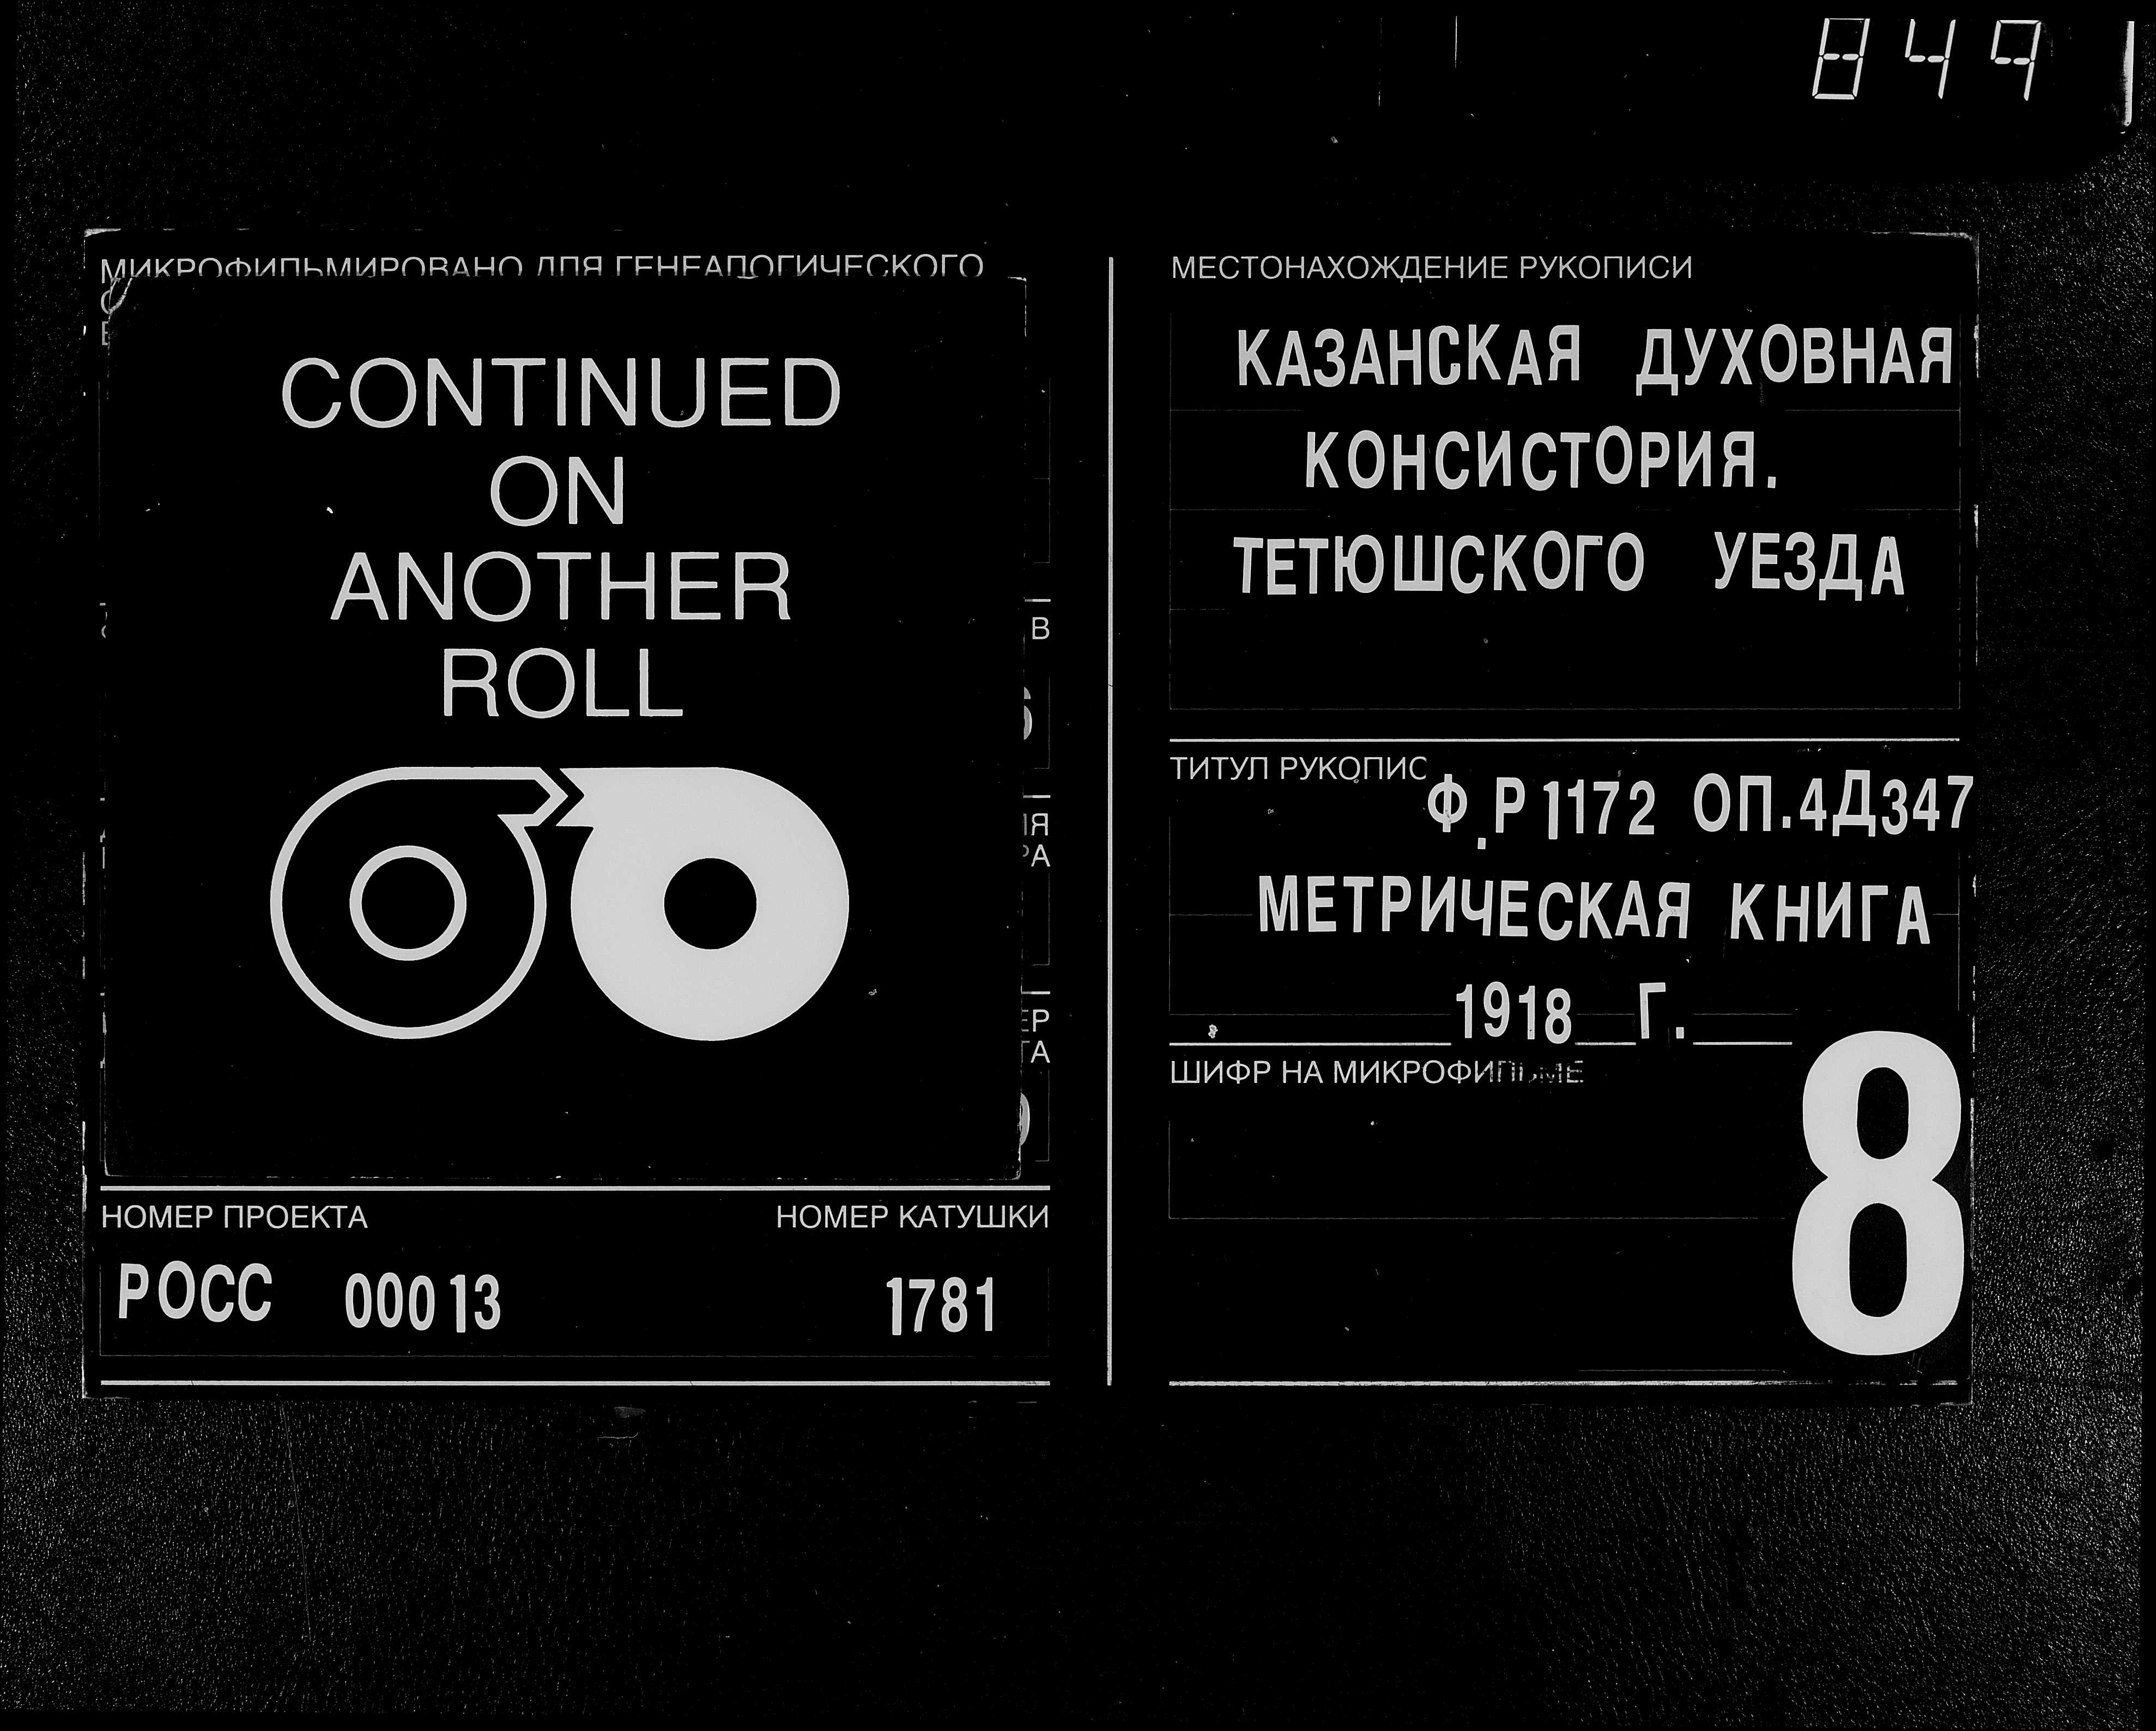 849
МИКРОФИЛЬМИРОВАНО ДЛЯ ГЕНЕАЛОГИЧЕСКОГО
CONTINUED
ON
ANOTHER
ROLL
НОМЕР ПРОЕКТА
НОМЕР КАТУШКИ
РОСС 00013
1781
МЕСТОНАХОЖДЕНИЕ РУКОПИСИ
КАЗАНСКАЯ ДУХОВНАЯ
КОНСИСТОРИЯ.
ТЕТЮШСКОГО УЕЗДА
ТИТУЛ РУКОПИС
Ф.Р1172 ОП.4Д347
МЕТРИЧЕСКАЯ КНИГА
1918 Г.
ШИФР НА МИКРОФИЛЬМЕ
8